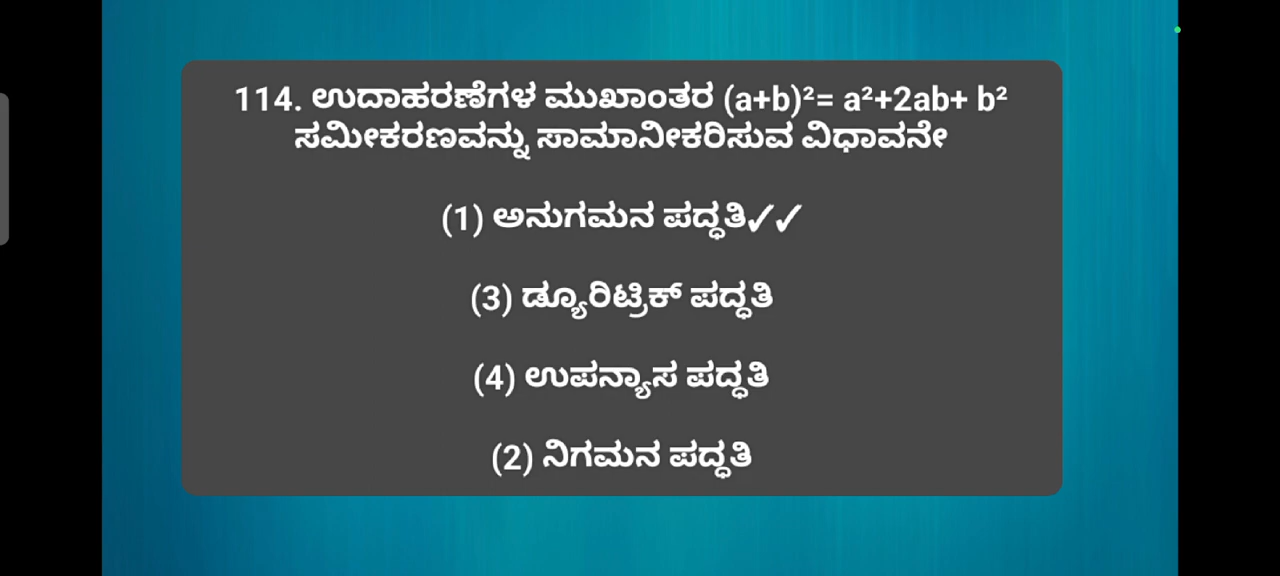 114. ಉದಾಹರಣೆಗಳ ಮುಖಾಂತರ (a+b)²= a²+2ab+ b²
ಸಮೀಕರಣವನ್ನು ಸಾಮಾನೀಕರಿಸುವ ವಿಧಾವನೇ
(1) ಅನುಗಮನ ಪದ್ಧತಿ✓✓
(3) ಡ್ಯೂರಿಟ್ರಿಕ್ ಪದ್ಧತಿ
(4) ಉಪನ್ಯಾಸ ಪದ್ಧತಿ
(2) ನಿಗಮನ ಪದ್ಧತಿ